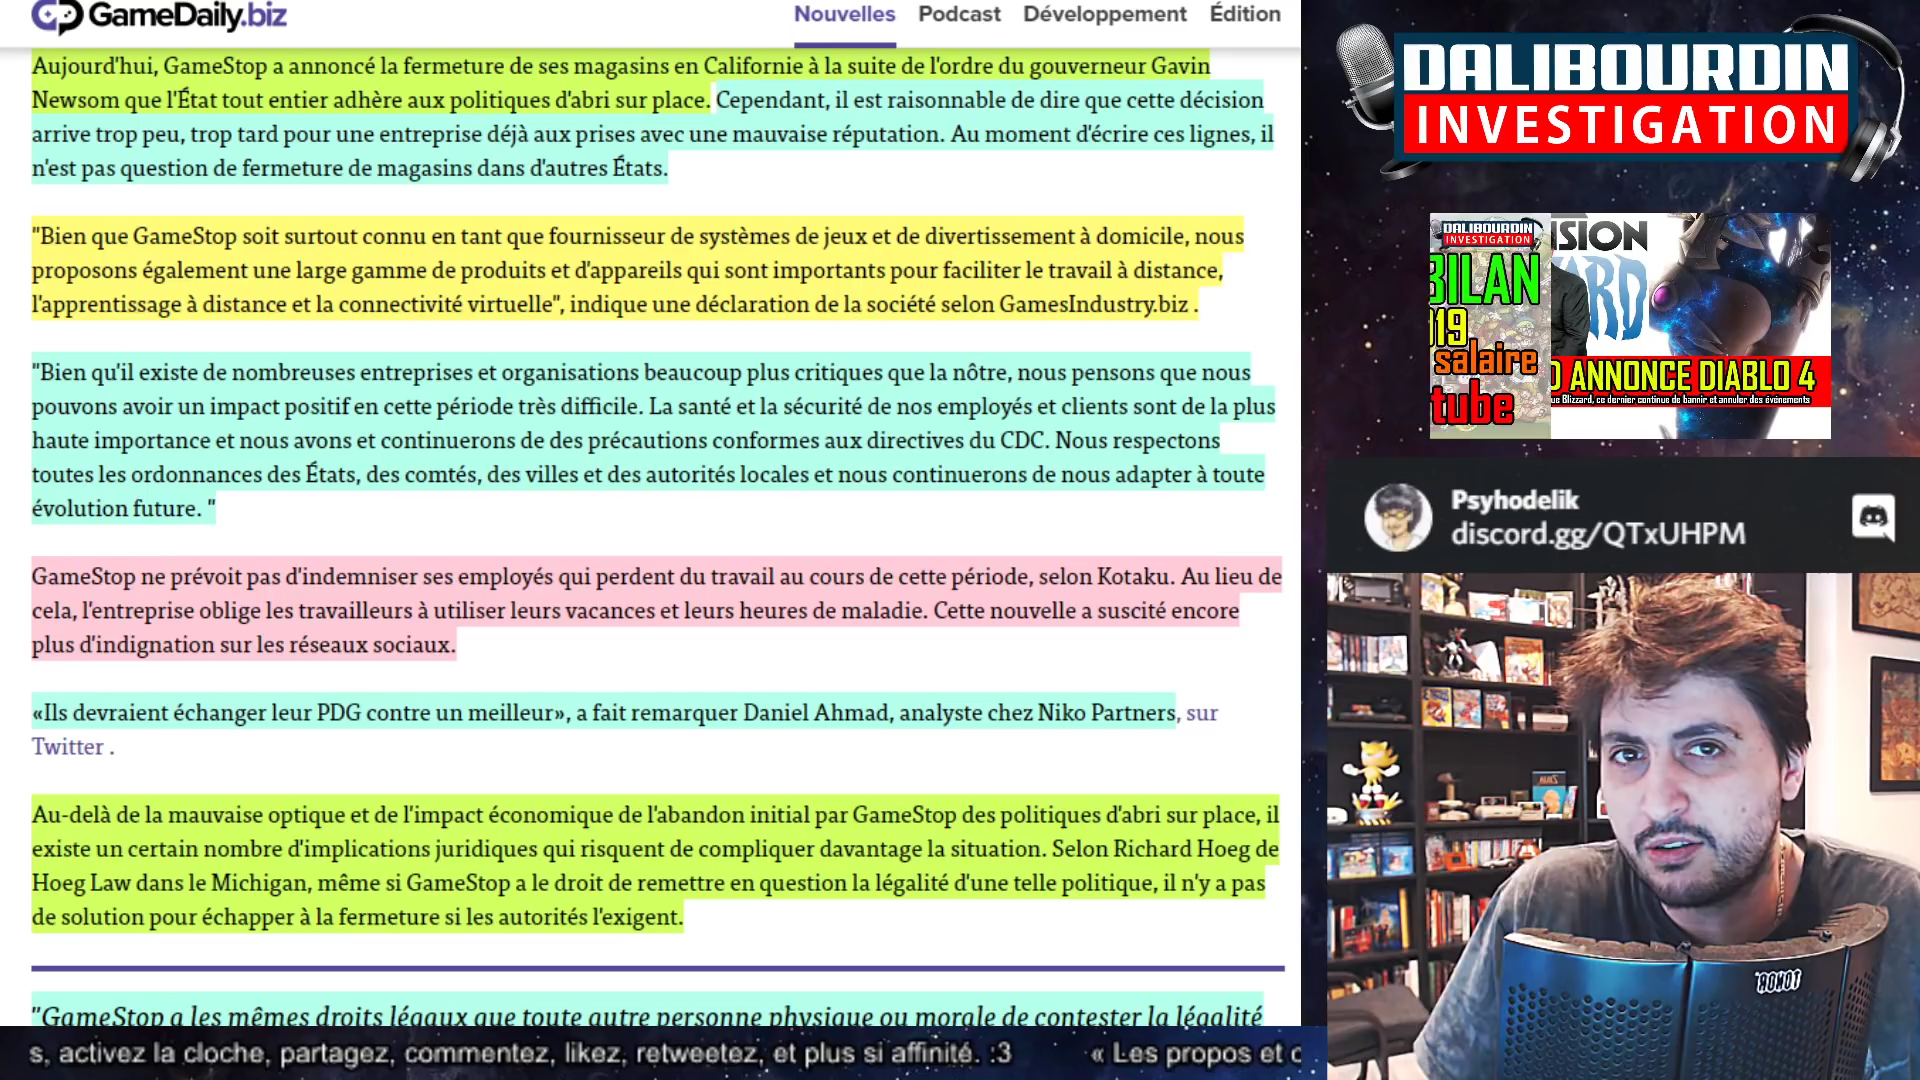 GameDaily.biz
Nouvelles Podcast Développement Édition
Aujourd'hui, GameStop a annoncé la fermeture de ses magasins en Californie à la suite de l'ordre du gouverneur Gavin
Newsom que l'État tout entier adhère aux politiques d'abri sur place. Cependant, il est raisonnable de dire que cette décision
arrive trop peu, trop tard pour une entreprise déjà aux prises avec une mauvaise réputation. Au moment d'écrire ces lignes, il
n'est pas question de fermeture de magasins dans d'autres États.
"Bien que GameStop soit surtout connu en tant que fournisseur de systèmes de jeux et de divertissement à domicile, nous
proposons également une large gamme de produits et d'appareils qui sont importants pour faciliter le travail à distance,
l'apprentissage à distance et la connectivité virtuelle", indique une déclaration de la société selon GamesIndustry.biz .
"Bien qu'il existe de nombreuses entreprises et organisations beaucoup plus critiques que la nôtre, nous pensons que nous
pouvons avoir un impact positif en cette période très difficile. La santé et la sécurité de nos employés et clients sont de la plus
haute importance et nous avons et continuerons de des précautions conformes aux directives du CDC. Nous respectons
toutes les ordonnances des États, des comtés, des villes et des autorités locales et nous continuerons de nous adapter à toute
évolution future. "
GameStop ne prévoit pas d'indemniser ses employés qui perdent du travail au cours de cette période, selon Kotaku. Au lieu de
cela, l'entreprise oblige les travailleurs à utiliser leurs vacances et leurs heures de maladie. Cette nouvelle a suscité encore
plus d'indignation sur les réseaux sociaux.
«Ils devraient échanger leur PDG contre un meilleur», a fait remarquer Daniel Ahmad, analyste chez Niko Partners, sur
Twitter .
Au-delà de la mauvaise optique et de l'impact économique de l'abandon initial par GameStop des politiques d'abri sur place, il
existe un certain nombre d'implications juridiques qui risquent de compliquer davantage la situation. Selon Richard Hoeg de
Hoeg Law dans le Michigan, même si GameStop a le droit de remettre en question la légalité d'une telle politique, il n'y a pas
de solution pour échapper à la fermeture si les autorités l'exigent.
"GameStop a les mêmes droits légaux que toute autre personne physique ou morale de contester la légalité
s, activez la cloche, partagez, commentez, likez, retweetez, et plus si affinité. :3 « Les propos et
DALIBOURDIN
INVESTIGATION
DALIBOURDIN
INVESTIGATION
BILAN
019
salaire
tube
ISION
ARD
O ANNONCE DIABLO 4
ue Blizzard, ce dernier continue de bannir et annuler des événements
Psyhodelik
discord.gg/QTxUHPM
AOKOT